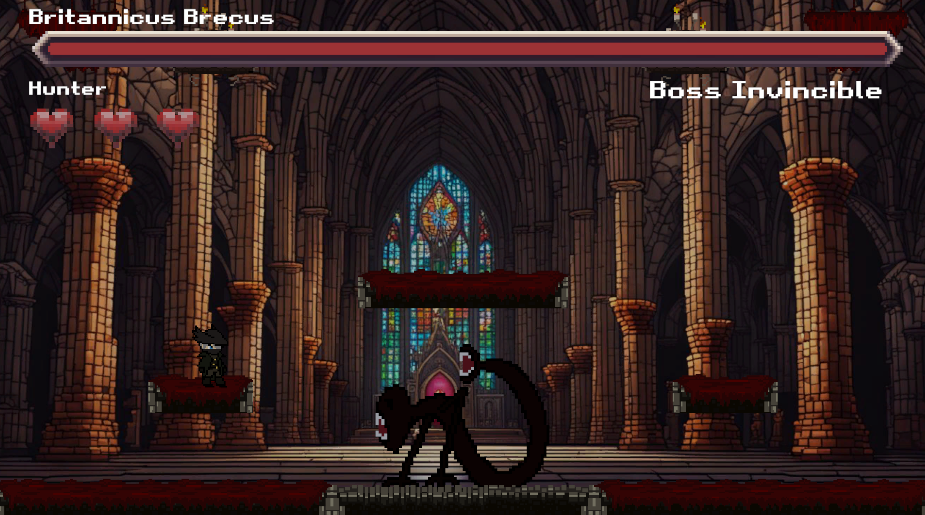 Britannicus Brecus
Hunter
Boss Invincible